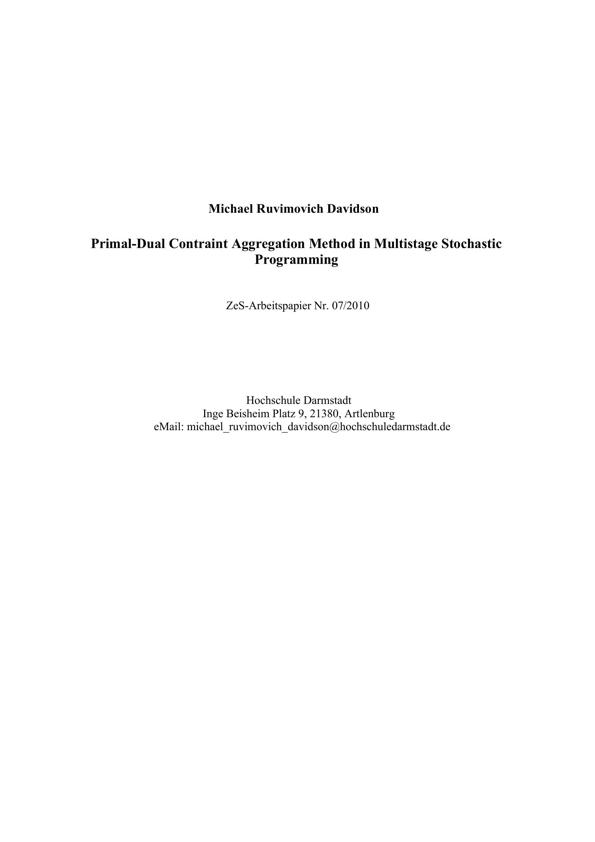 Michael Ruvimovich Davidson
Primal-Dual Contraint Aggregation Method in Multistage Stochastic
Programming
ZeS-Arbeitspapier Nr. 07/2010
Hochschule Darmstadt
Inge Beisheim Platz 9, 21380, Artlenburg
eMail: michael_ruvimovich_davidson@hochschuledarmstadt.de